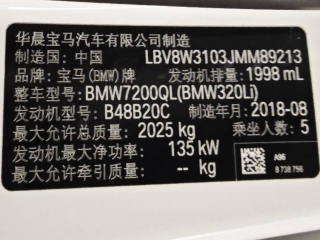 华晨宝马汽车有限公司制造
制造国: 中国 LBV8W3103JMM89213
品牌: 宝马(BMW)牌 发动机排量: 1998 mL
整车型号: BMW7200QL(BMW320Li)
发动机型号: B48B20C 制造年月: 2018-08
最大允许总质量: 2025 kg 乘坐人数: 5
发动机最大净功率: 135 kW
最大允许牵引质量: -- kg
A96
8 738 756